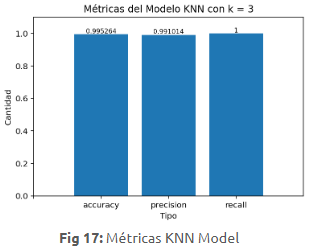 Métricas del Modelo KNN con k = 3
0.995264
0.991014
1
1.0
0.8
0.6
0.4
0.2
0.0
Cantidad
accuracy
precision
recall
Tipo
Fig 17: Métricas KNN Model